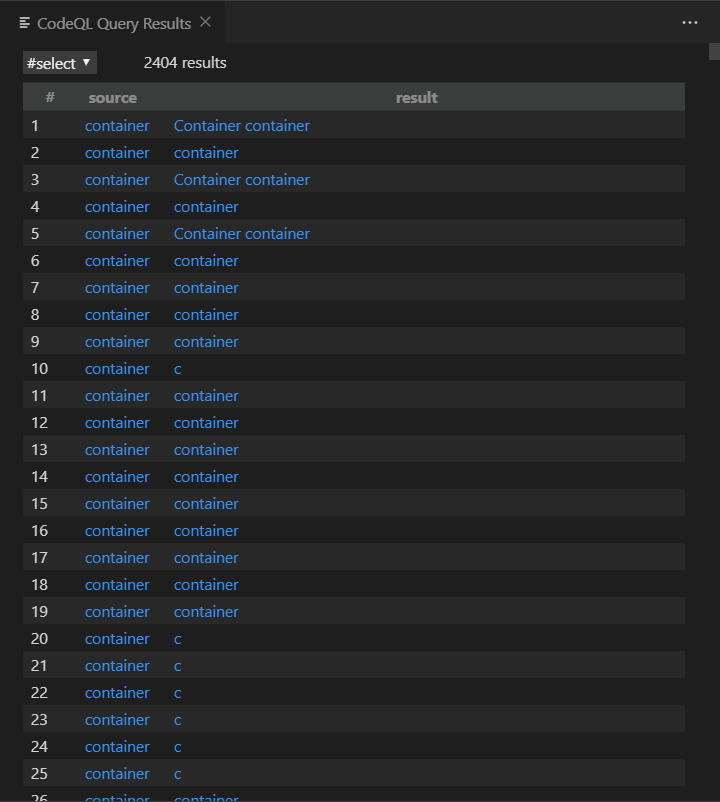 CodeQL Query Results
#select 2404 results
# source result
1 container Container container
2 container container
3 container Container container
4 container container
5 container Container container
6 container container
7 container container
8 container container
9 container container
10 container c
11 container container
12 container container
13 container container
14 container container
15 container container
16 container container
17 container container
18 container container
19 container container
20 container c
21 container c
22 container c
23 container c
24 container c
25 container c
26 container container